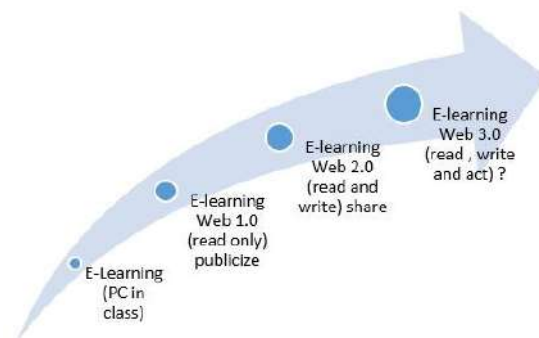 E-Learning
(PC in
class)
E-learning
Web 1.0
(read only)
publicize
E-learning
Web 2.0
(read and
write) share
E-learning
Web 3.0
(read , write
and act) ?